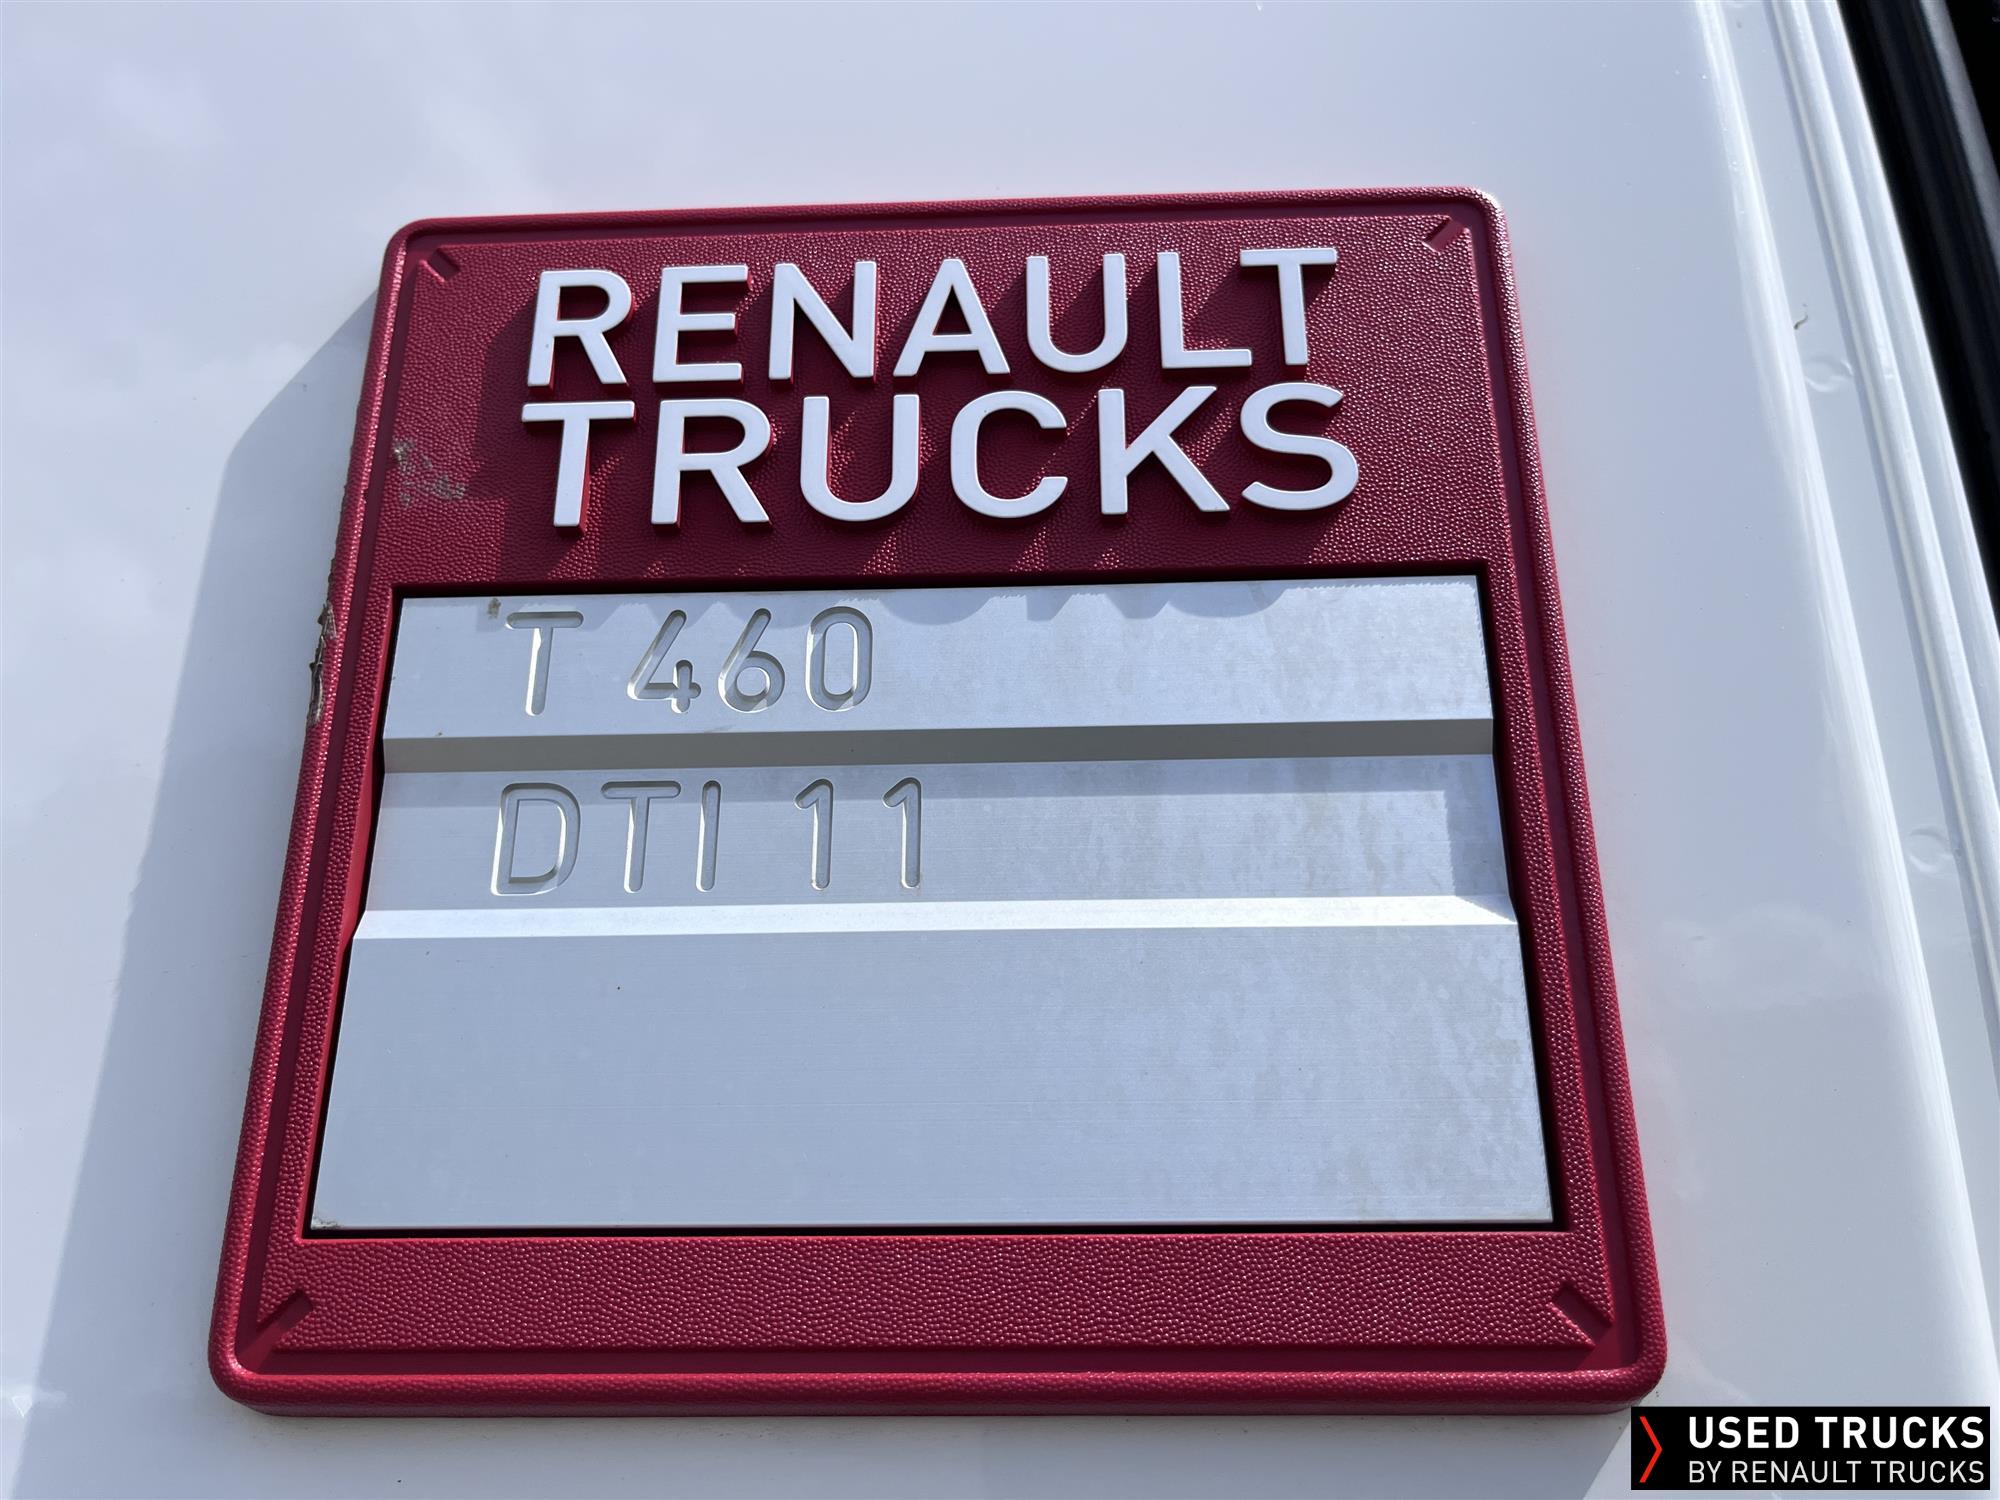 RENAULT
TRUCKS
T 460
DTI 11
USED TRUCKS
BY RENAULT TRUCKS